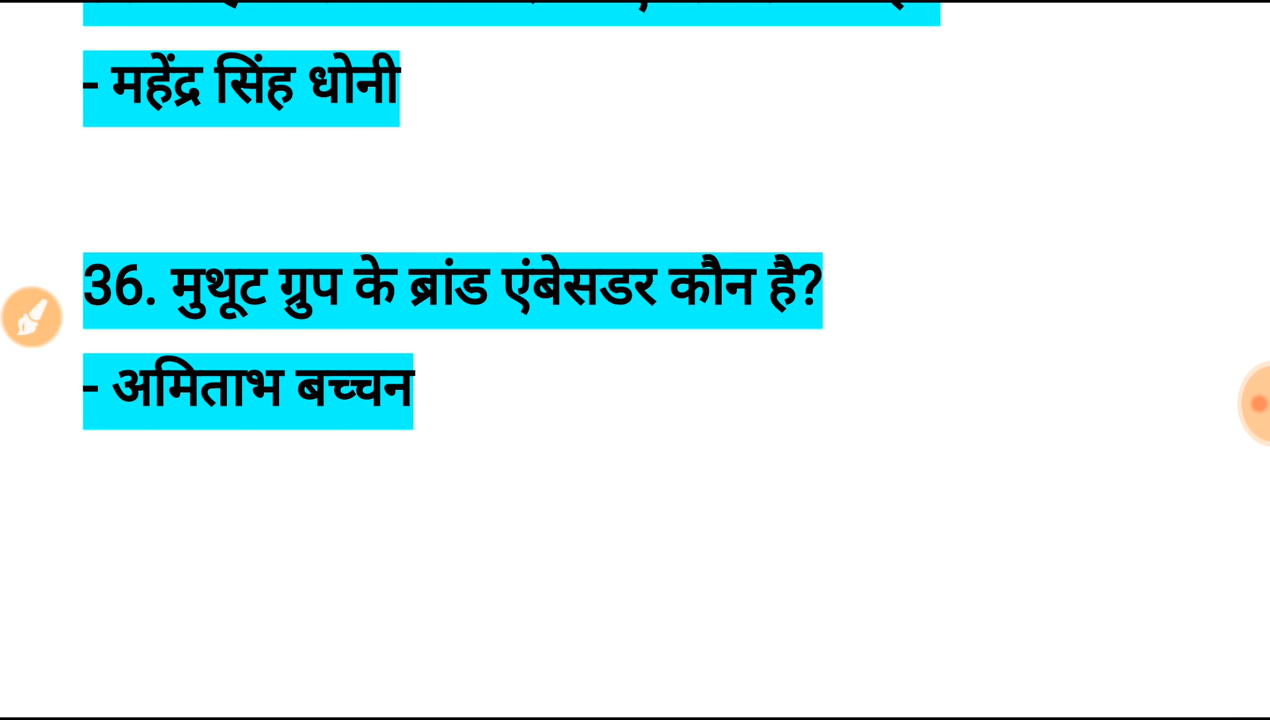 - महेंद्र सिंह धोनी
36. मुथूट ग्रुप के ब्रांड एंबेसडर कौन है?
- अमिताभ बच्चन